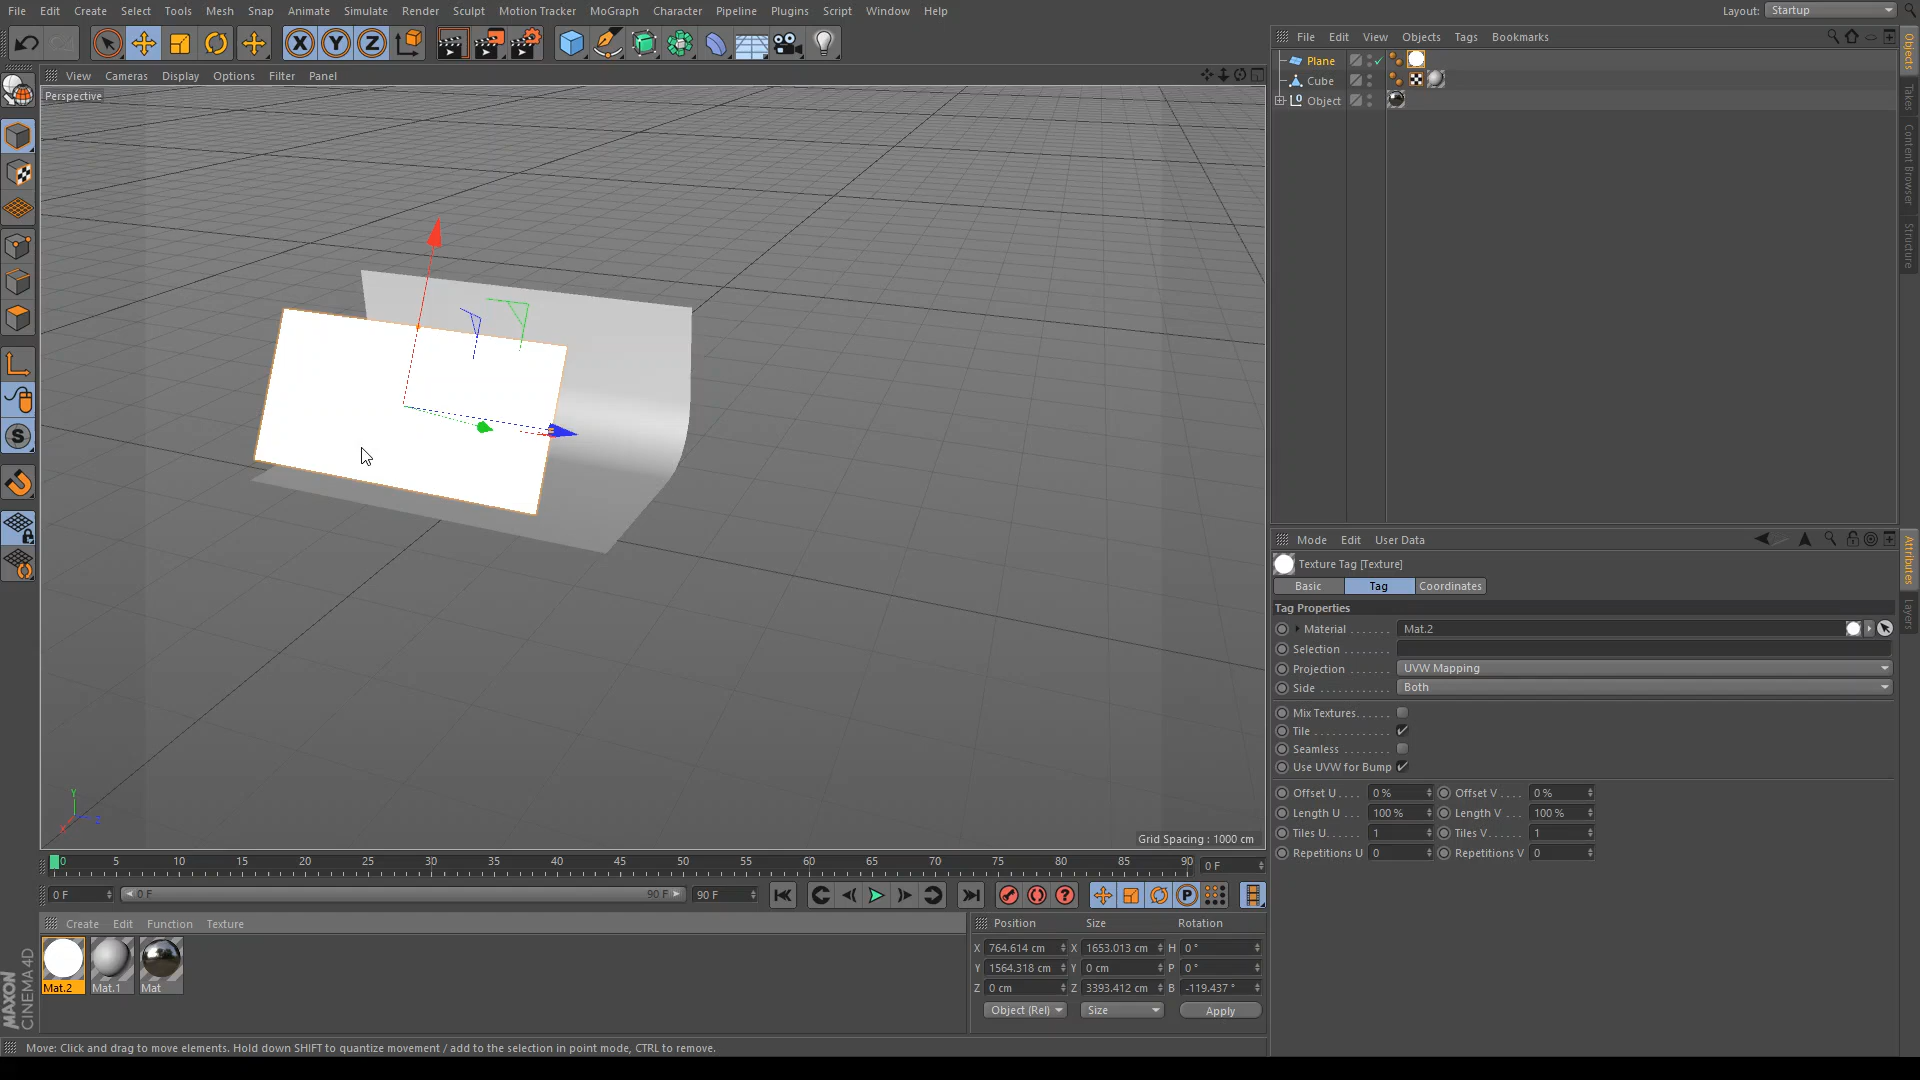 File Edit Create Select Tools Mesh Snap Animate Simulate Render Sculpt Motion Tracker MoGraph Character Pipeline Plugins Script Window Help
Layout: Startup
X Y Z
View Cameras Display Options Filter Panel
Perspective
File Edit View Objects Tags Bookmarks
Plane
Cube
Object
Objects
Takes
Content Browser
Structure
Grid Spacing : 1000 cm
Y
X
Z
Mode Edit User Data
Texture Tag [Texture]
Basic Tag Coordinates
Tag Properties
Material Mat.2
Selection
Projection UVW Mapping
Side Both
Mix Textures
Tile
Seamless
Use UVW for Bump
Offset U 0 % Offset V 0 %
Length U 100 % Length V 100 %
Tiles U 1 Tiles V 1
Repetitions U 0 Repetitions V 0
Attributes
Layers
0 5 10 15 20 25 30 35 40 45 50 55 60 65 70 75 80 85 90 0 F
0 F 0 F 90 F 90 F
Create Edit Function Texture
Mat.2 Mat.1 Mat
Position Size Rotation
X 764.614 cm X 1653.013 cm H 0 °
Y 1564.318 cm Y 0 cm P 0 °
Z 0 cm Z 3393.412 cm B -119.437 °
Object (Rel) Size Apply
MAXON CINEMA 4D
Move: Click and drag to move elements. Hold down SHIFT to quantize movement / add to the selection in point mode, CTRL to remove.